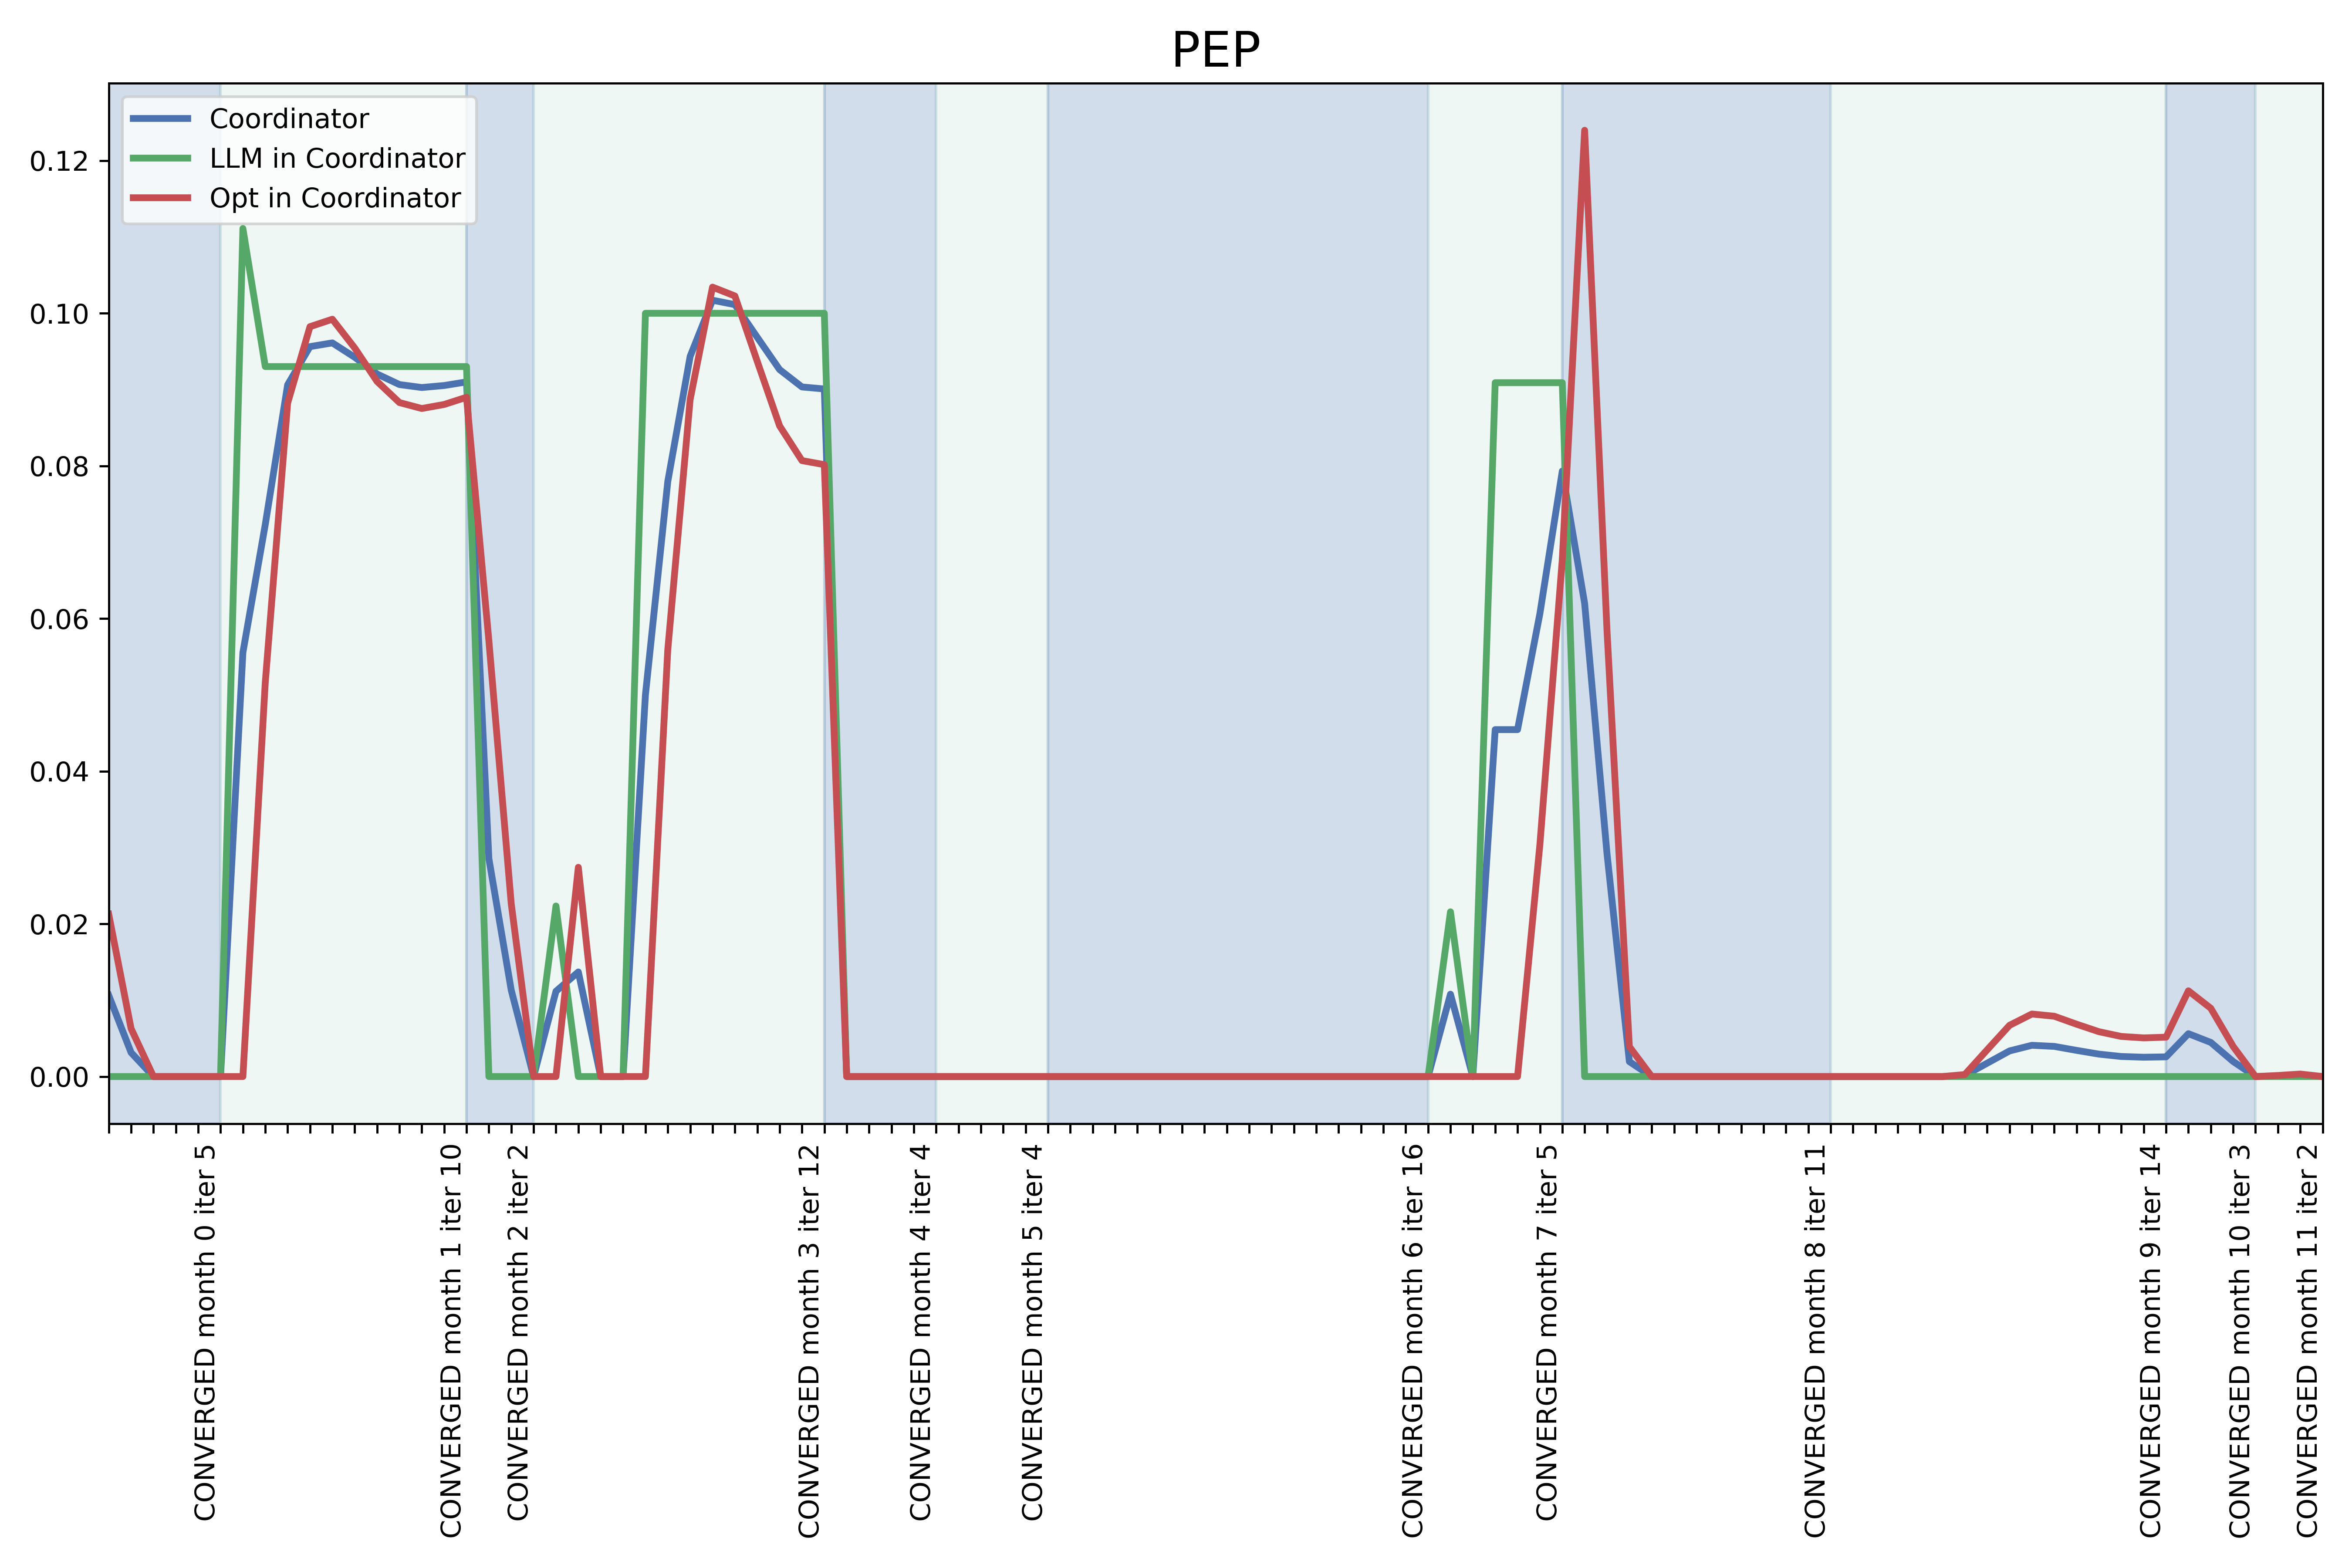 PEP
Coordinator
LLM in Coordinator
Opt in Coordinator
0.12
0.10
0.08
0.06
0.04
0.02
0.00
CONVERGED month 0 iter 5
CONVERGED month 1 iter 10
CONVERGED month 2 iter 2
CONVERGED month 3 iter 12
CONVERGED month 4 iter 4
CONVERGED month 5 iter 4
CONVERGED month 6 iter 16
CONVERGED month 7 iter 5
CONVERGED month 8 iter 11
CONVERGED month 9 iter 14
CONVERGED month 10 iter 3
CONVERGED month 11 iter 2